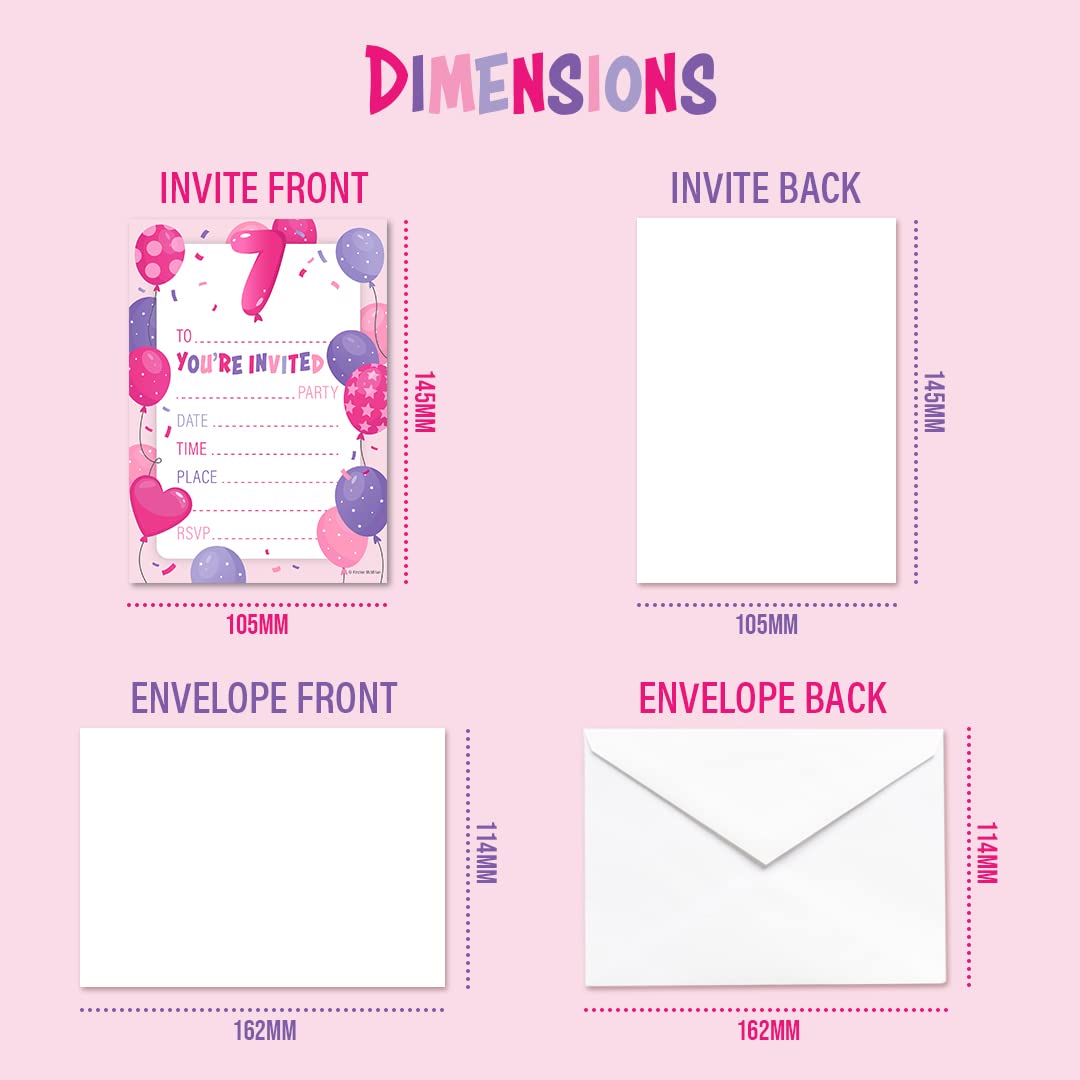 DIMENSIONS
INVITE FRONT
INVITE BACK
7
TO
YOU'RE INVITED
PARTY
DATE
TIME
PLACE
RSVP
© Kirsten McMillan
145MM
105MM
145MM
105MM
ENVELOPE FRONT
ENVELOPE BACK
114MM
162MM
114MM
162MM